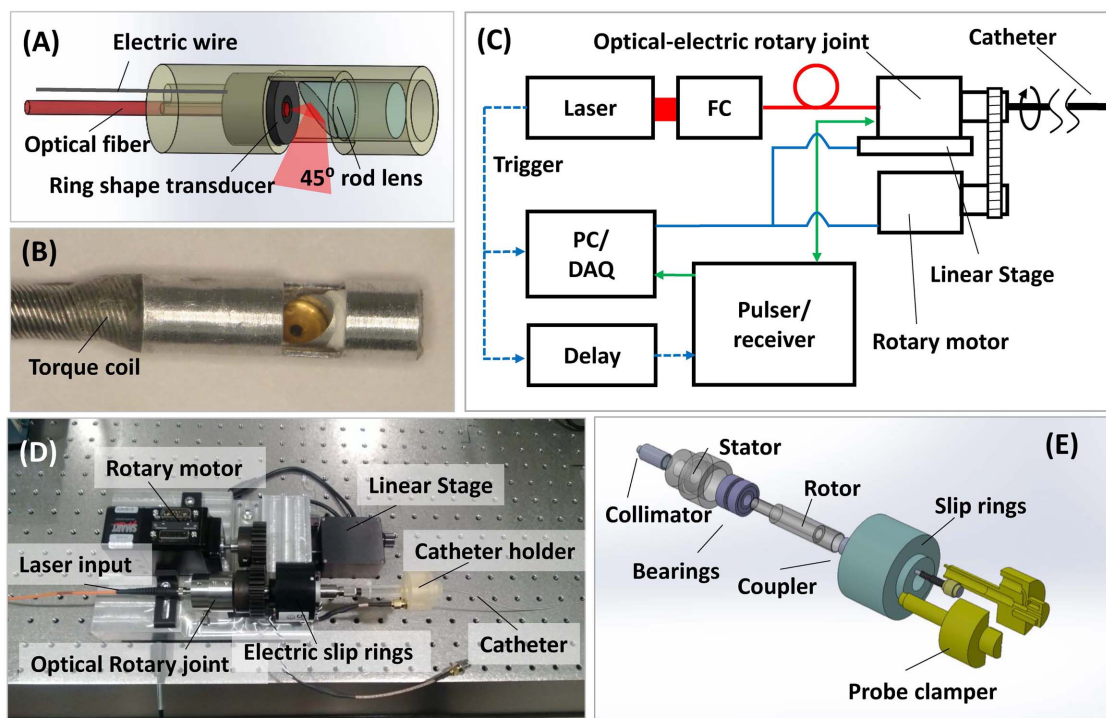 (A)
Electric wire
Optical fiber
Ring shape transducer
45° rod lens
(B)
Torque coil
(C)
Optical-electric rotary joint
Catheter
Laser
FC
Trigger
PC/
DAQ
Pulser/
receiver
Linear Stage
Rotary motor
Delay
(D)
Rotary motor
Linear Stage
Laser input
Catheter holder
Catheter
Optical Rotary joint
Electric slip rings
(E)
Stator
Collimator
Rotor
Slip rings
Bearings
Coupler
Probe clamper